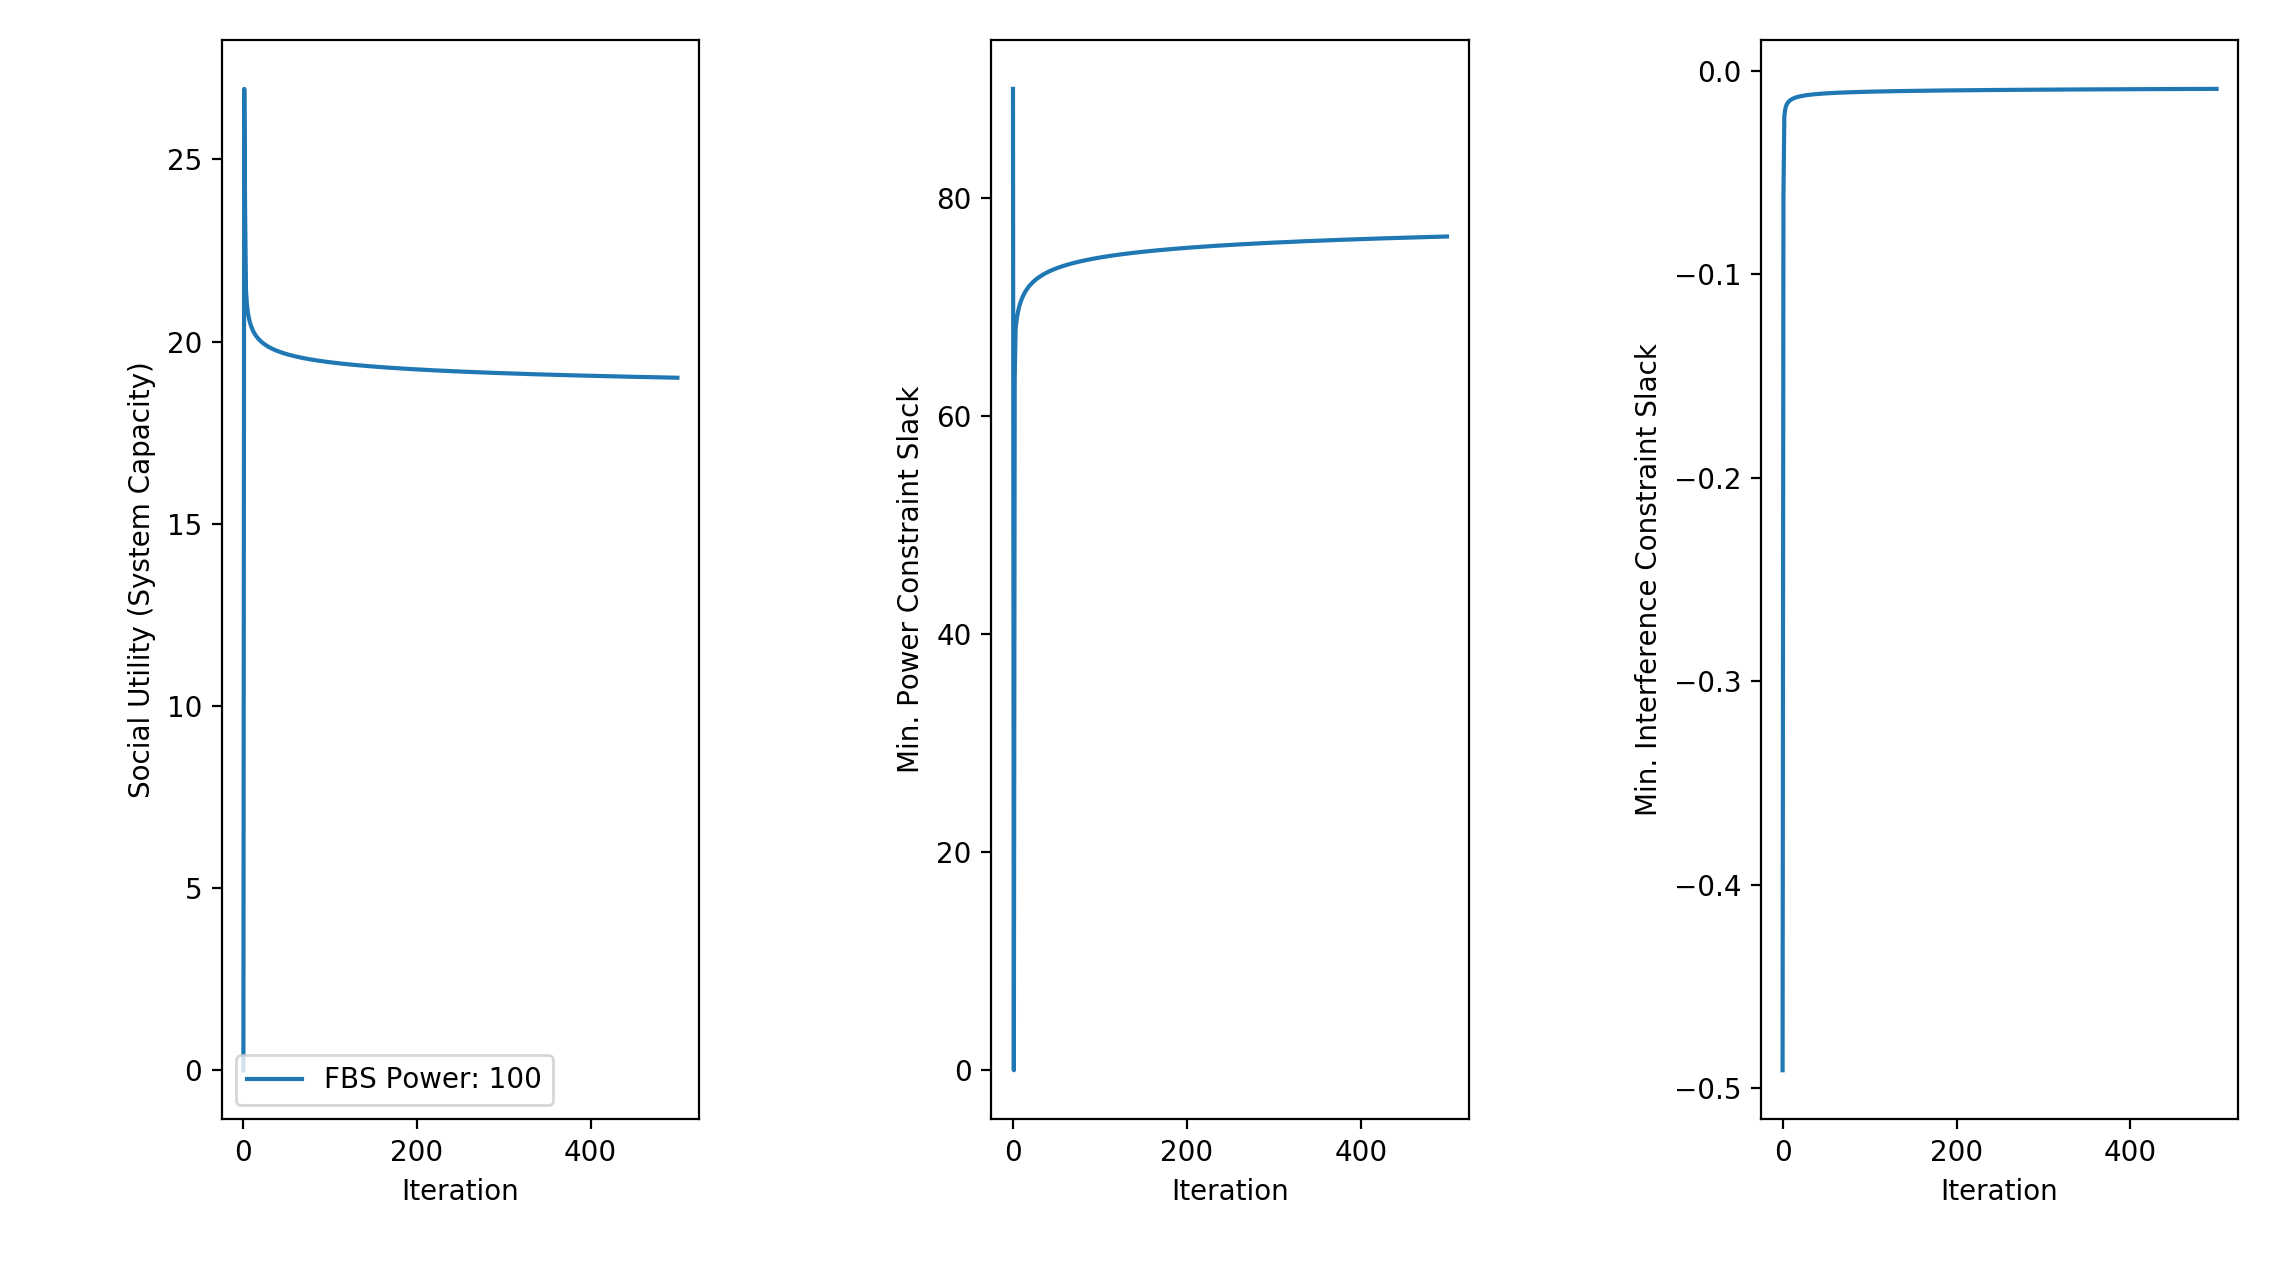 Social Utility (System Capacity)
25
20
15
10
5
0
FBS Power: 100
0 200 400
Iteration
Min. Power Constraint Slack
80
60
40
20
0
0 200 400
Iteration
Min. Interference Constraint Slack
0.0
−0.1
−0.2
−0.3
−0.4
−0.5
0 200 400
Iteration